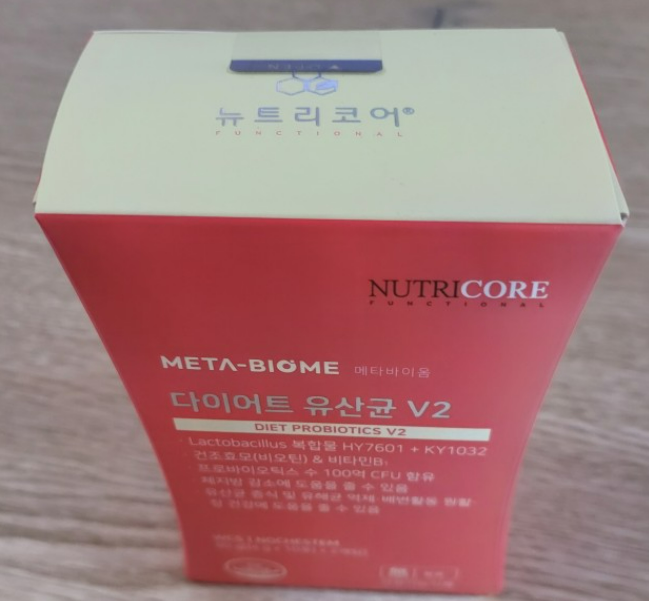 OPEN
뉴트리코어®
FUNCTIONAL
NUTRICORE
FUNCTIONAL
META-BIOME 메타바이옴
다이어트 유산균 V2
DIET PROBIOTICS V2
· Lactobacillus 복합물 HY7601 + KY1032
· 건조효모(비오틴) & 비타민B₁
· 프로바이오틱스 수 100억 CFU 함유
· 체지방 감소에 도움을 줄 수 있음
· 유산균 증식 및 유해균 억제·배변활동 원활·
장 건강에 도움을 줄 수 있음
WCS | NOCHESTEM